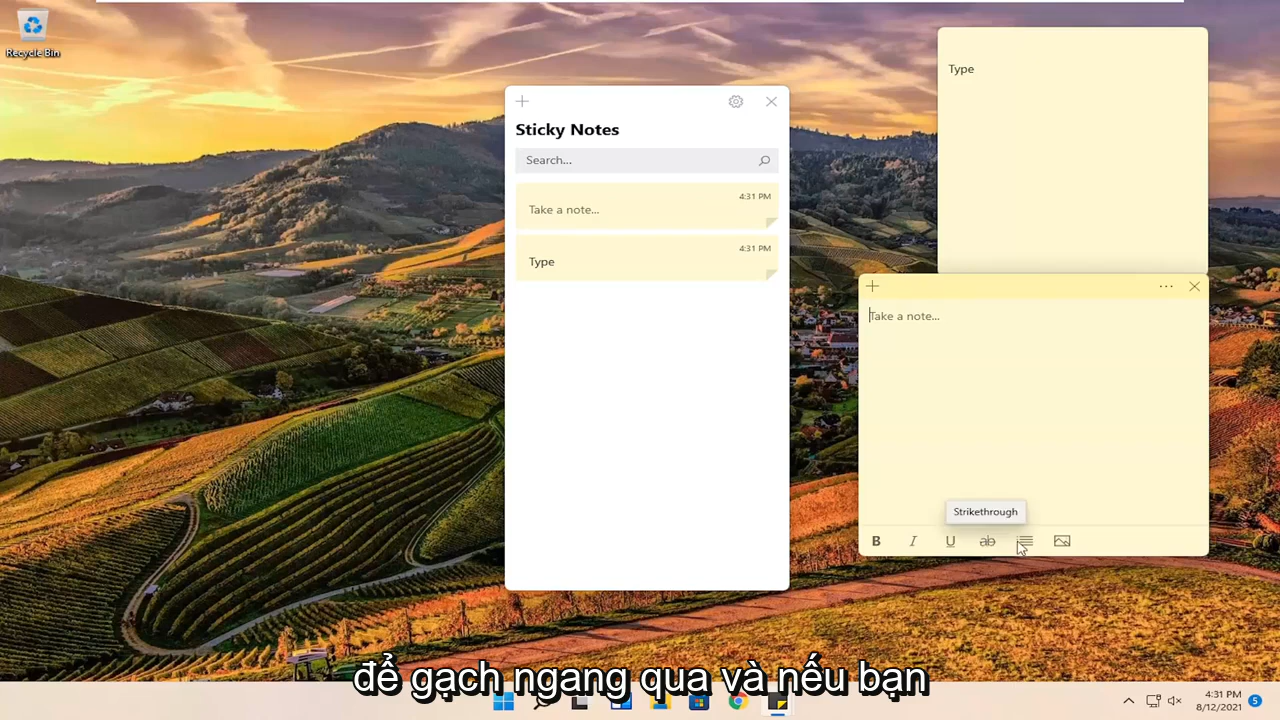 Recycle Bin
Sticky Notes
Search...
4:31 PM
Take a note...
4:31 PM
Type
Type
Take a note...
Strikethrough
B I U ab
để gạch ngang qua và nếu bạn
4:31 PM
8/12/2021
5